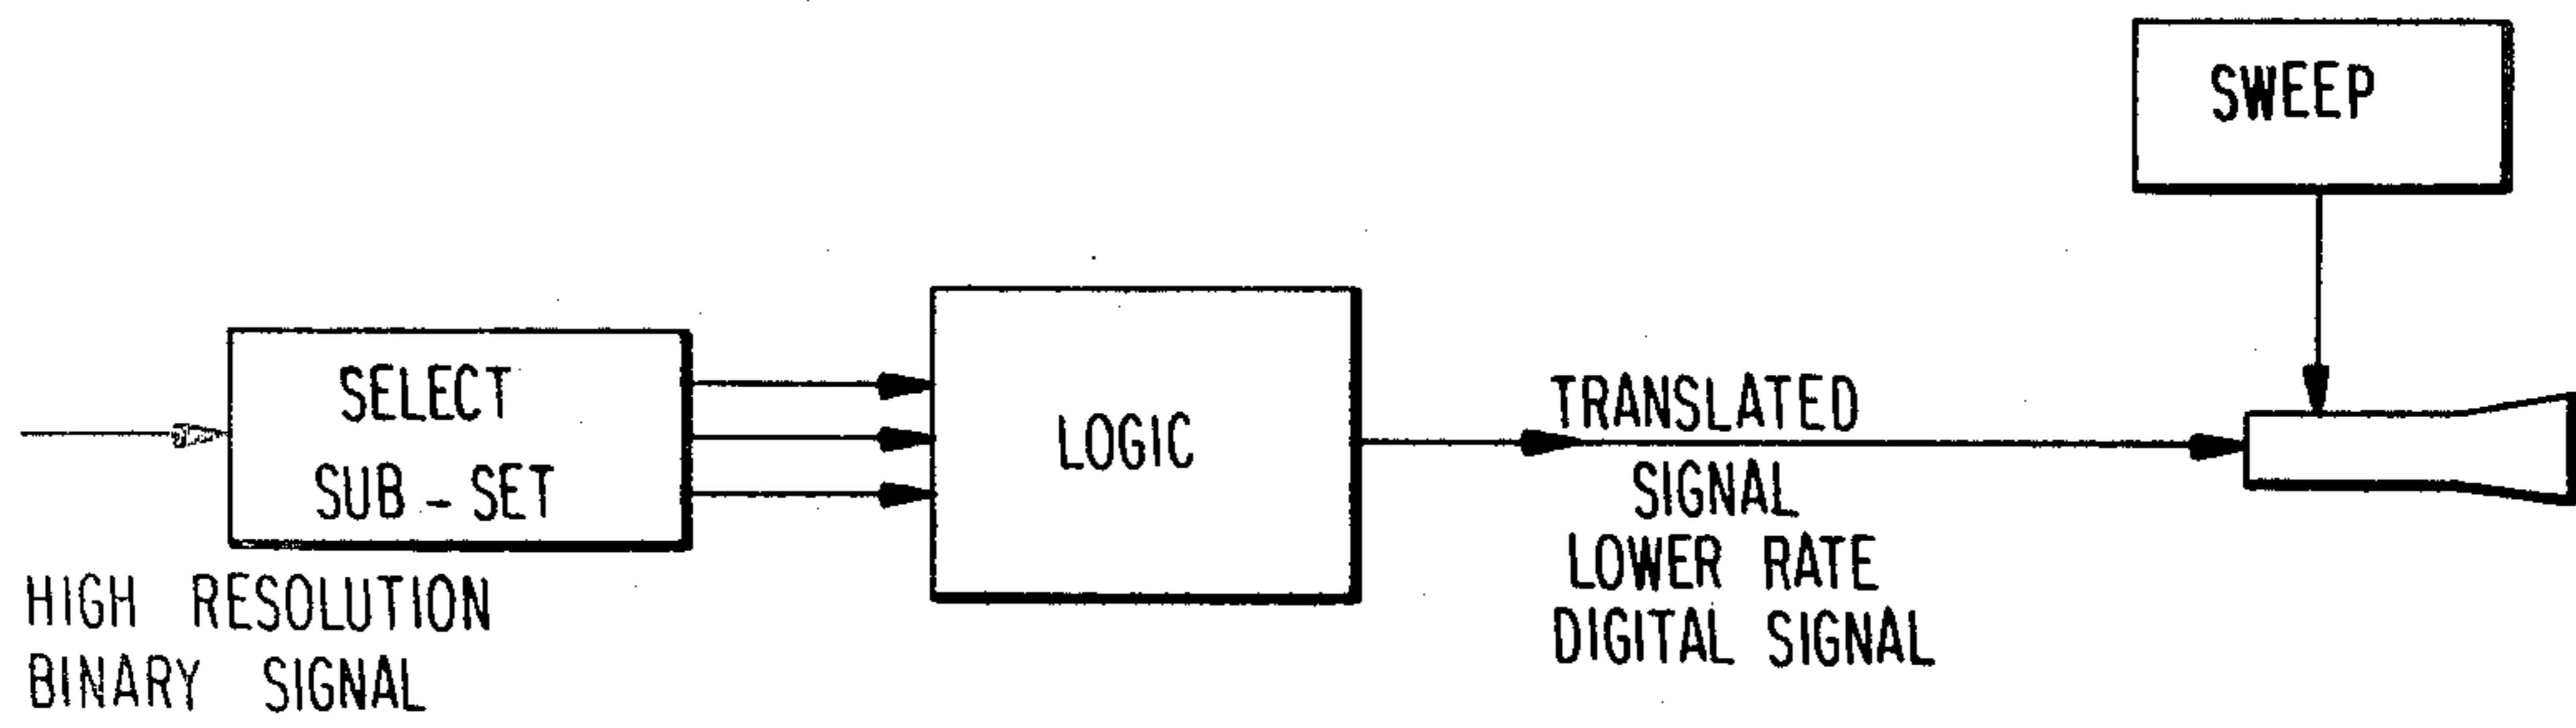 SWEEP
SELECT
SUB - SET
LOGIC
TRANSLATED
SIGNAL
LOWER RATE
DIGITAL SIGNAL
HIGH RESOLUTION
BINARY SIGNAL